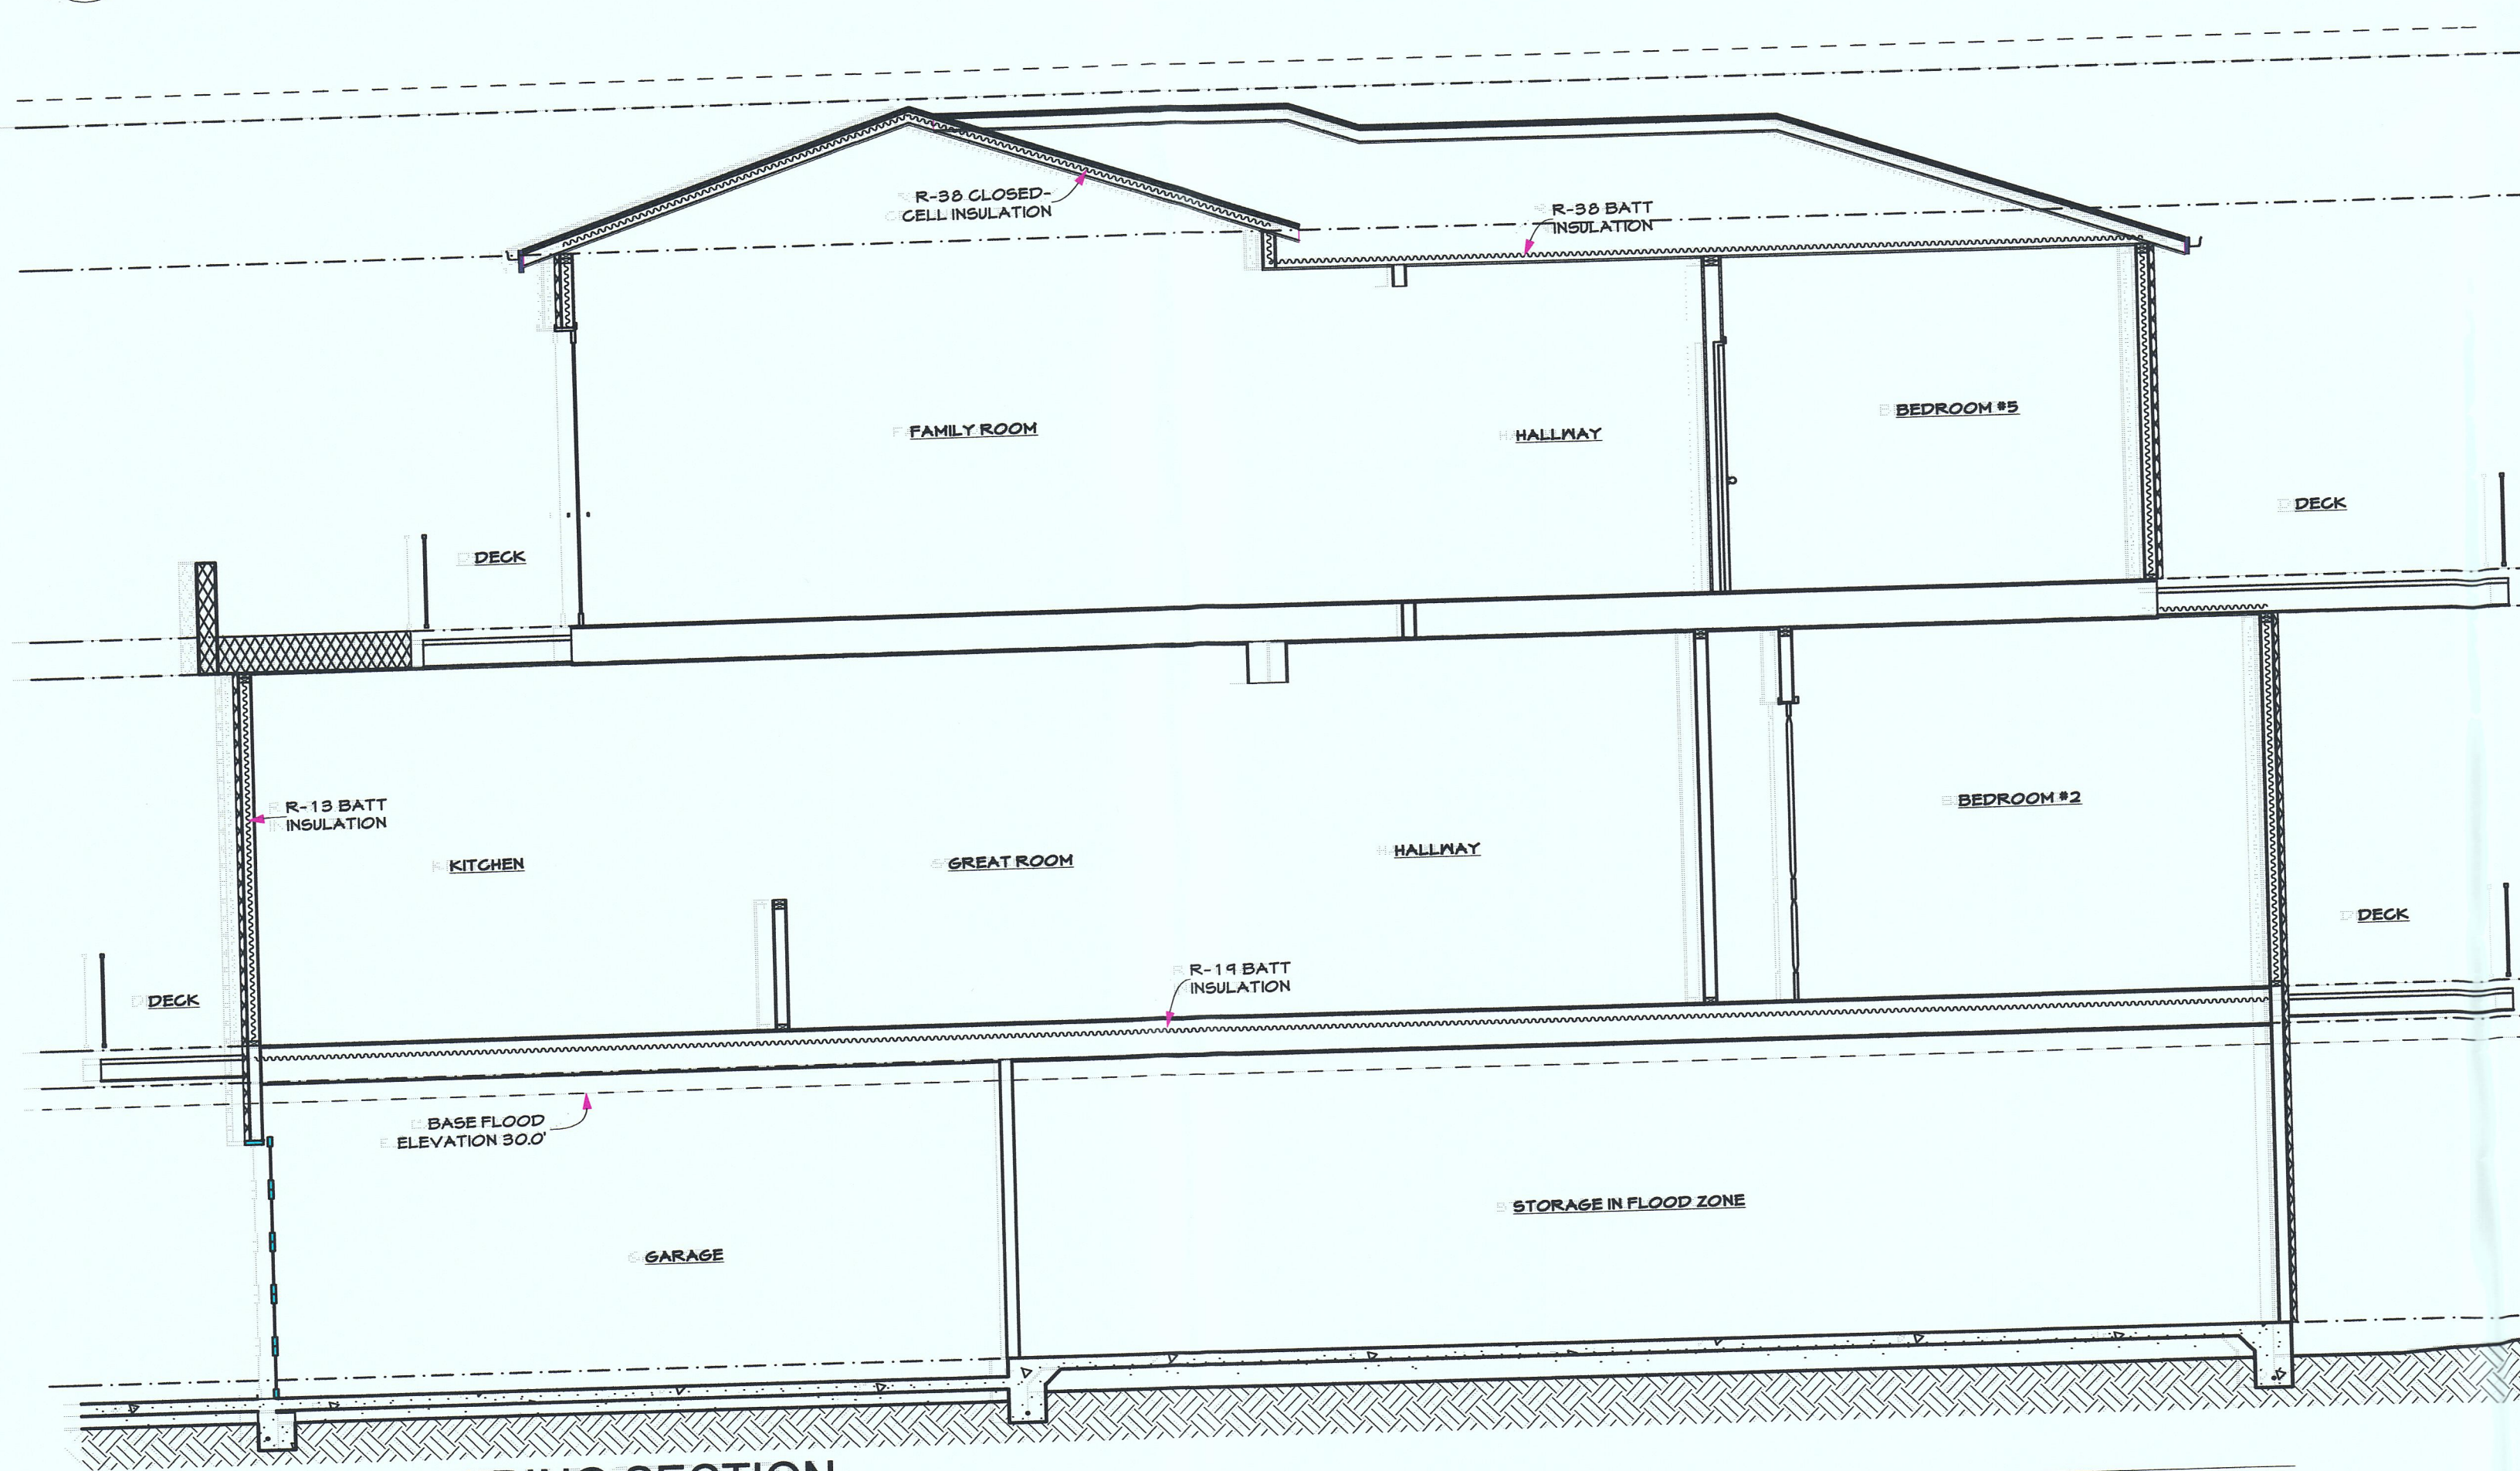 R-38 CLOSED-
CELL INSULATION
R-38 BATT
INSULATION
FAMILY ROOM
HALLWAY
BEDROOM #5
DECK
DECK
R-13 BATT
INSULATION
KITCHEN
GREAT ROOM
HALLWAY
BEDROOM #2
DECK
DECK
R-19 BATT
INSULATION
BASE FLOOD
ELEVATION 30.0'
GARAGE
STORAGE IN FLOOD ZONE
SECTION